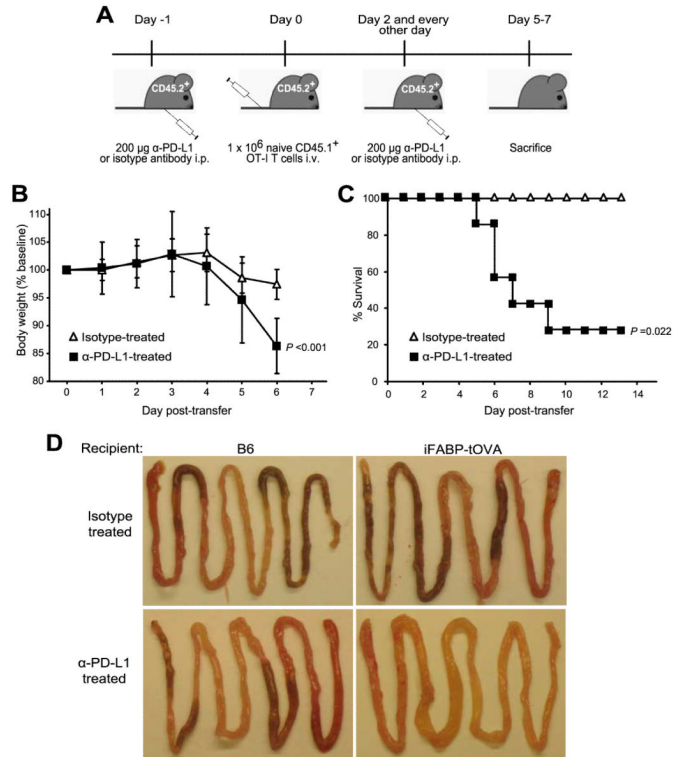 A
Day -1 Day 0 Day 2 and every other day Day 5-7
CD45.2+ CD45.2+ CD45.2+
200 µg α-PD-L1 or isotype antibody i.p. 1 x 10⁶ naive CD45.1+ OT-I T cells i.v. 200 µg α-PD-L1 or isotype antibody i.p. Sacrifice
B
Body weight (% baseline)
110
105
100
95
90
85
80
Isotype-treated
α-PD-L1-treated
P <0.001
0 1 2 3 4 5 6 7
Day post-transfer
C
% Survival
100
80
60
40
20
0
Isotype-treated
α-PD-L1-treated
P =0.022
0 2 4 6 8 10 12 14
Day post-transfer
D
Recipient: B6 iFABP-tOVA
Isotype treated
α-PD-L1 treated